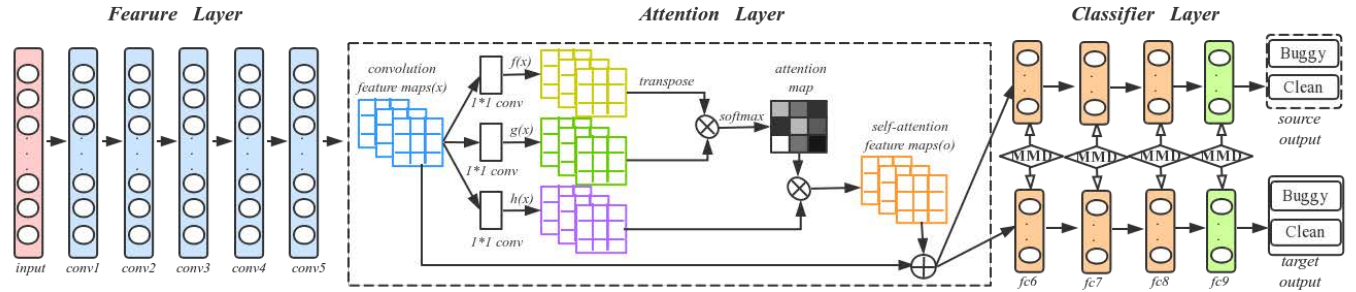 Fearure Layer
Attention Layer
Classifier Layer
input
conv1
conv2
conv3
conv4
conv5
convolution
feature maps(x)
f(x)
1*1 conv
g(x)
1*1 conv
h(x)
1*1 conv
transpose
softmax
attention
map
self-attention
feature maps(o)
MMD
MMD
MMD
MMD
fc6
fc7
fc8
fc9
Buggy
Clean
source
output
Buggy
Clean
target
output